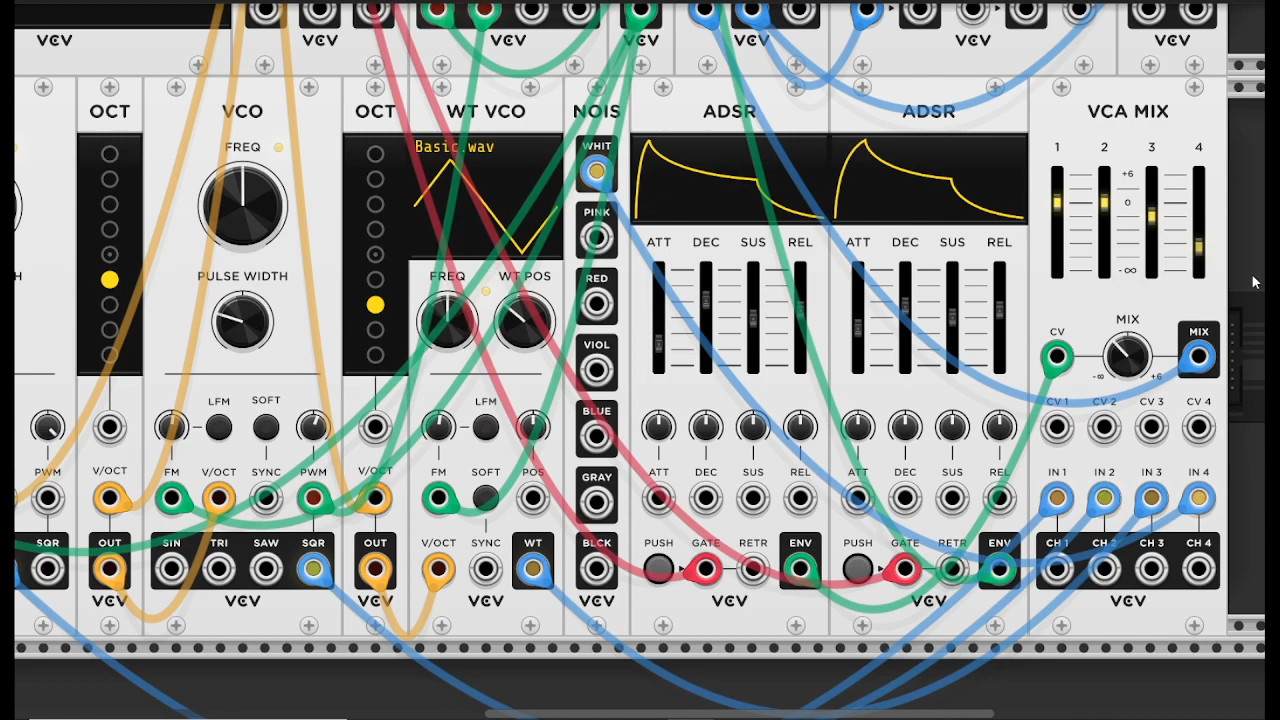 VCV VCV VCV VCV VCV VCV VCV
OCT VCO OCT WT VCO NOIS ADSR ADSR VCA MIX
FREQ Basic.wav WHIT 1 2 3 4
+6
0
PINK
ATT DEC SUS REL ATT DEC SUS REL
-∞
H PULSE WIDTH FREQ WT POS RED
MIX
CV MIX
VIOL
-∞ +6
LFM SOFT LFM BLUE CV 1 CV 2 CV 3 CV 4
PWM V/OCT FM V/OCT SYNC PWM V/OCT FM SOFT POS GRAY ATT DEC SUS REL ATT DEC SUS REL IN 1 IN 2 IN 3 IN 4
SQR OUT SIN TRI SAW SQR OUT V/OCT SYNC WT BLCK PUSH GATE RETR ENV PUSH GATE RETR ENV CH 1 CH 2 CH 3 CH 4
VCV VCV VCV VCV VCV VCV VCV VCV